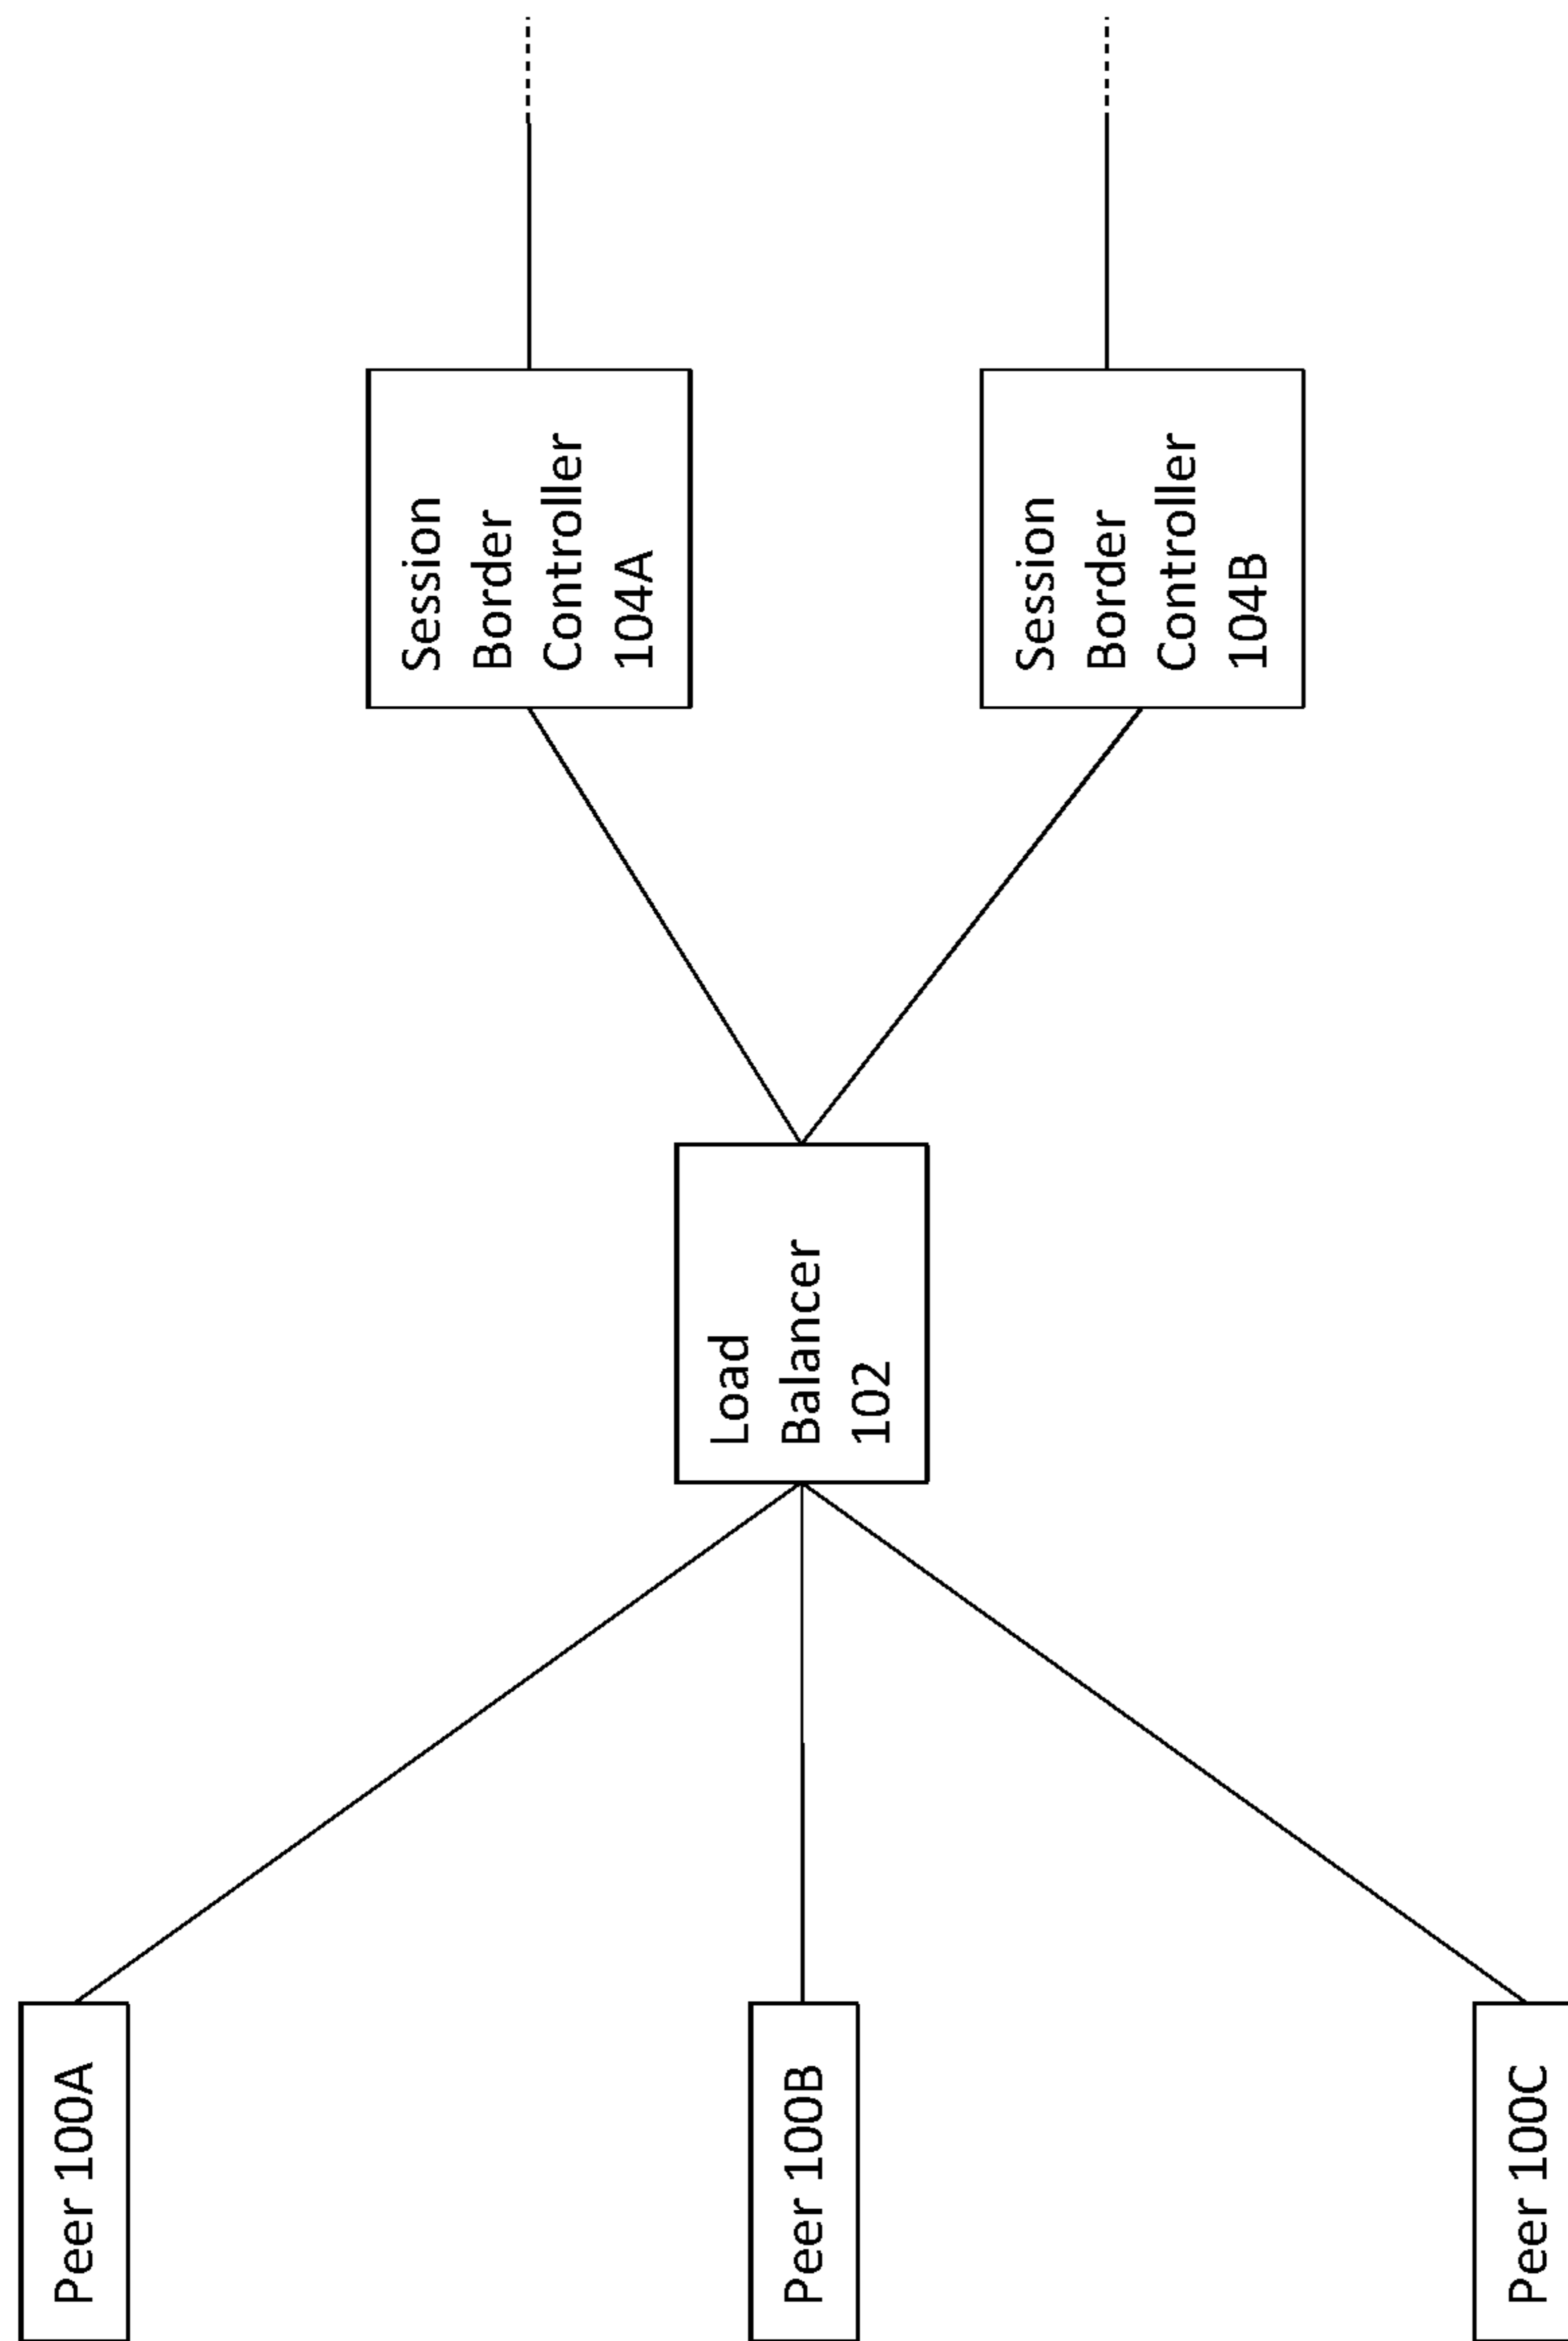 Peer 100A
Peer 100B
Peer 100C
Load
Balancer
102
Session
Border
Controller
104A
Session
Border
Controller
104B